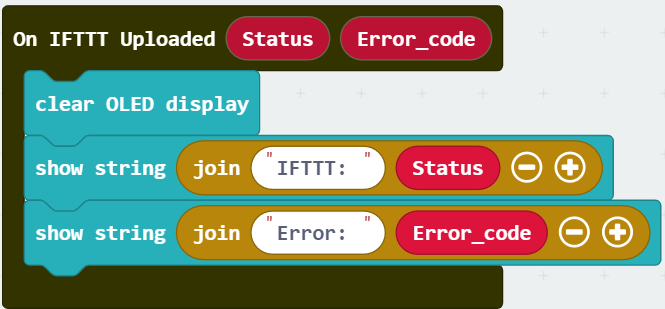 On IFTTT Uploaded Status Error_code
clear OLED display
show string join "IFTTT: " Status
show string join "Error: " Error_code